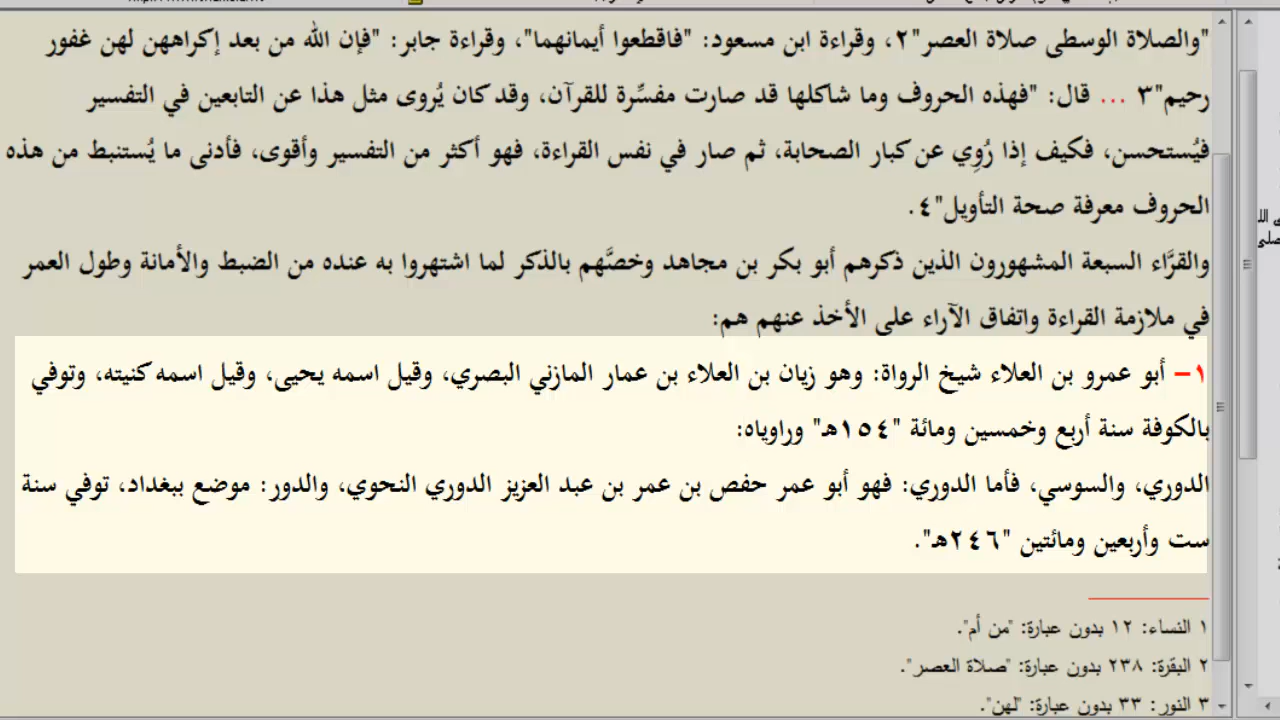 "والصلاة الوسطى صلاة العصر"٢، وقراءة ابن مسعود: "فاقطعوا أيمانهما"، وقراءة جابر: "فإن الله من بعد إكراههن لهن غفور
رحيم"٣ ... قال: "فهذه الحروف وما شاكلها قد صارت مفسِّرة للقرآن، وقد كان يُروى مثل هذا عن التابعين في التفسير
فيُستحسن، فكيف إذا رُوِي عن كبار الصحابة، ثم صار في نفس القراءة، فهو أكثر من التفسير وأقوى، فأدنى ما يُستنبط من هذه
الحروف معرفة صحة التأويل"٤.
والقرَّاء السبعة المشهورون الذين ذكرهم أبو بكر بن مجاهد وخصَّهم بالذكر لما اشتهروا به عنده من الضبط والأمانة وطول العمر
في ملازمة القراءة واتفاق الآراء على الأخذ عنهم هم:
١- أبو عمرو بن العلاء شيخ الرواة: وهو زيان بن العلاء بن عمار المازني البصري، وقيل اسمه يحيى، وقيل اسمه كنيته، وتوفي
بالكوفة سنة أربع وخمسين ومائة "١٥٤هـ" وراوياه:
الدوري، والسوسي، فأما الدوري: فهو أبو عمر حفص بن عمر بن عبد العزيز الدوري النحوي، والدور: موضع ببغداد، توفي سنة
ست وأربعين ومائتين "٢٤٦هـ".
١ النساء: ١٢ بدون عبارة: "من أم".
٢ البقرة: ٢٣٨ بدون عبارة: "صلاة العصر".
٣ النور: ٣٣ بدون عبارة: "لهن".